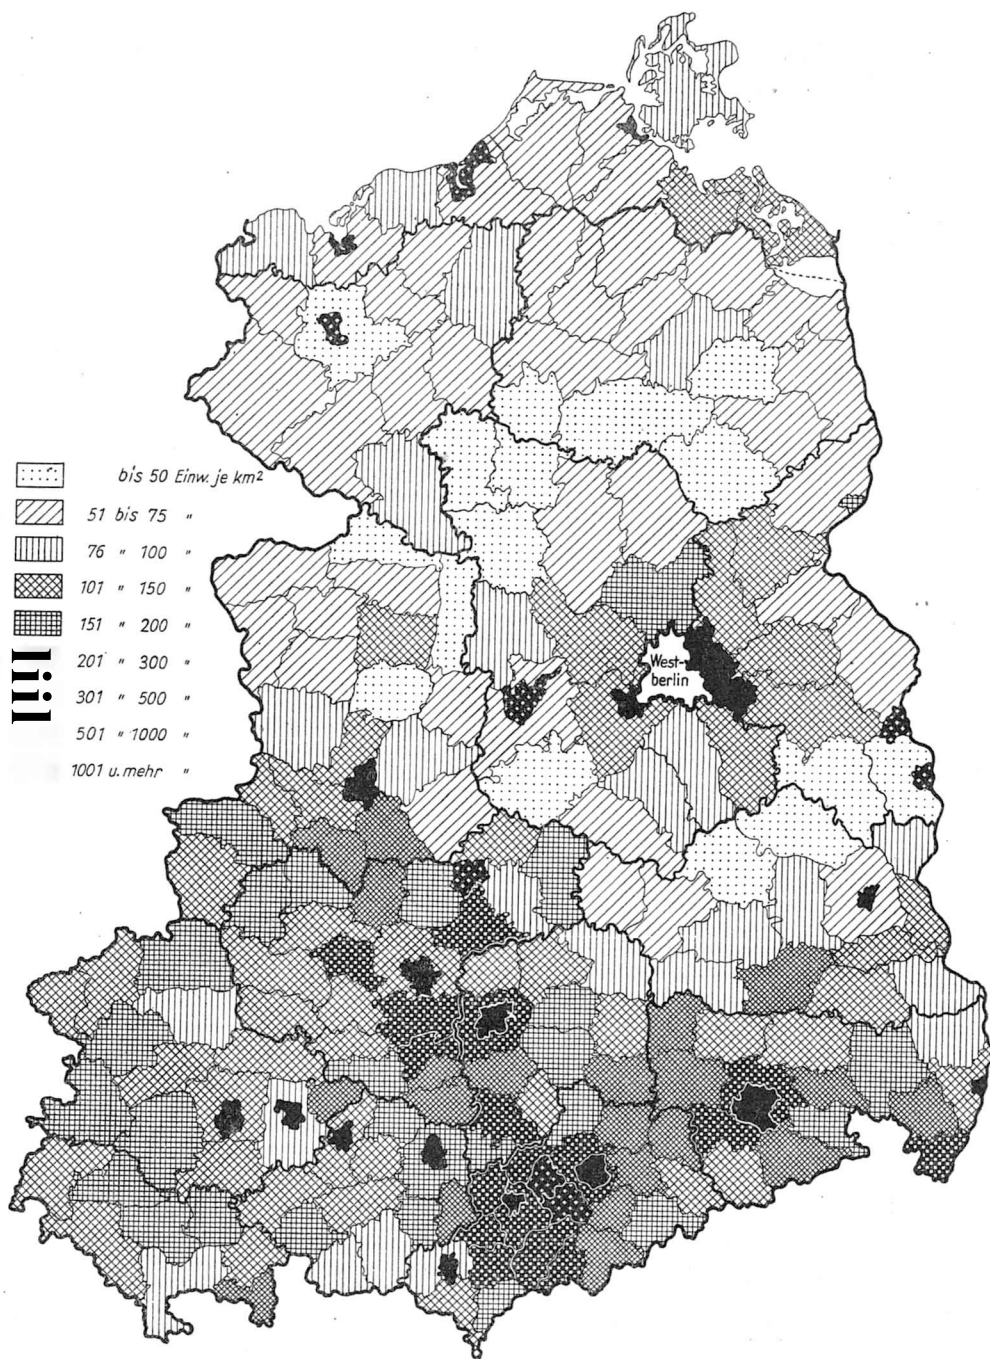 bis 50 Einw. je km²
51 bis 75 "
76 " 100 "
101 " 150 "
151 " 200 "
201 " 300 "
301 " 500 "
501 " 1000 "
1001 u. mehr "
liil
West-
berlin